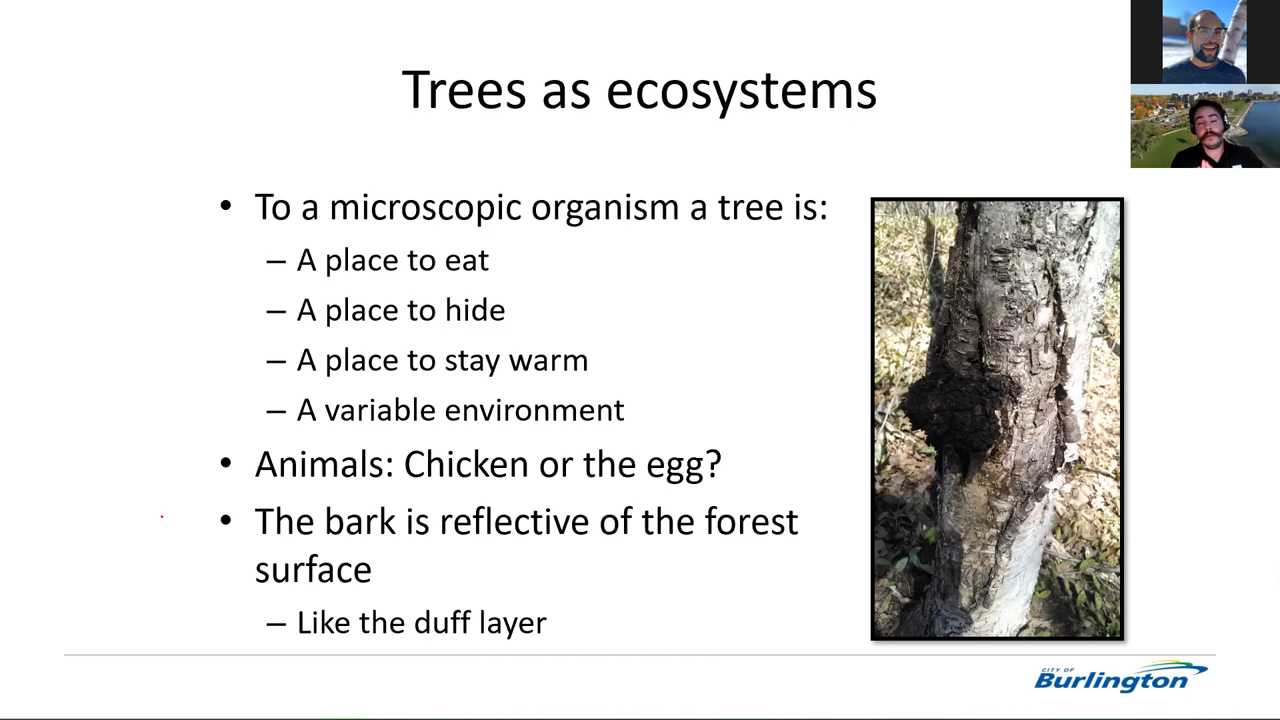 Trees as ecosystems
• To a microscopic organism a tree is:
– A place to eat
– A place to hide
– A place to stay warm
– A variable environment
• Animals: Chicken or the egg?
• The bark is reflective of the forest
surface
– Like the duff layer
CITY OF
Burlington